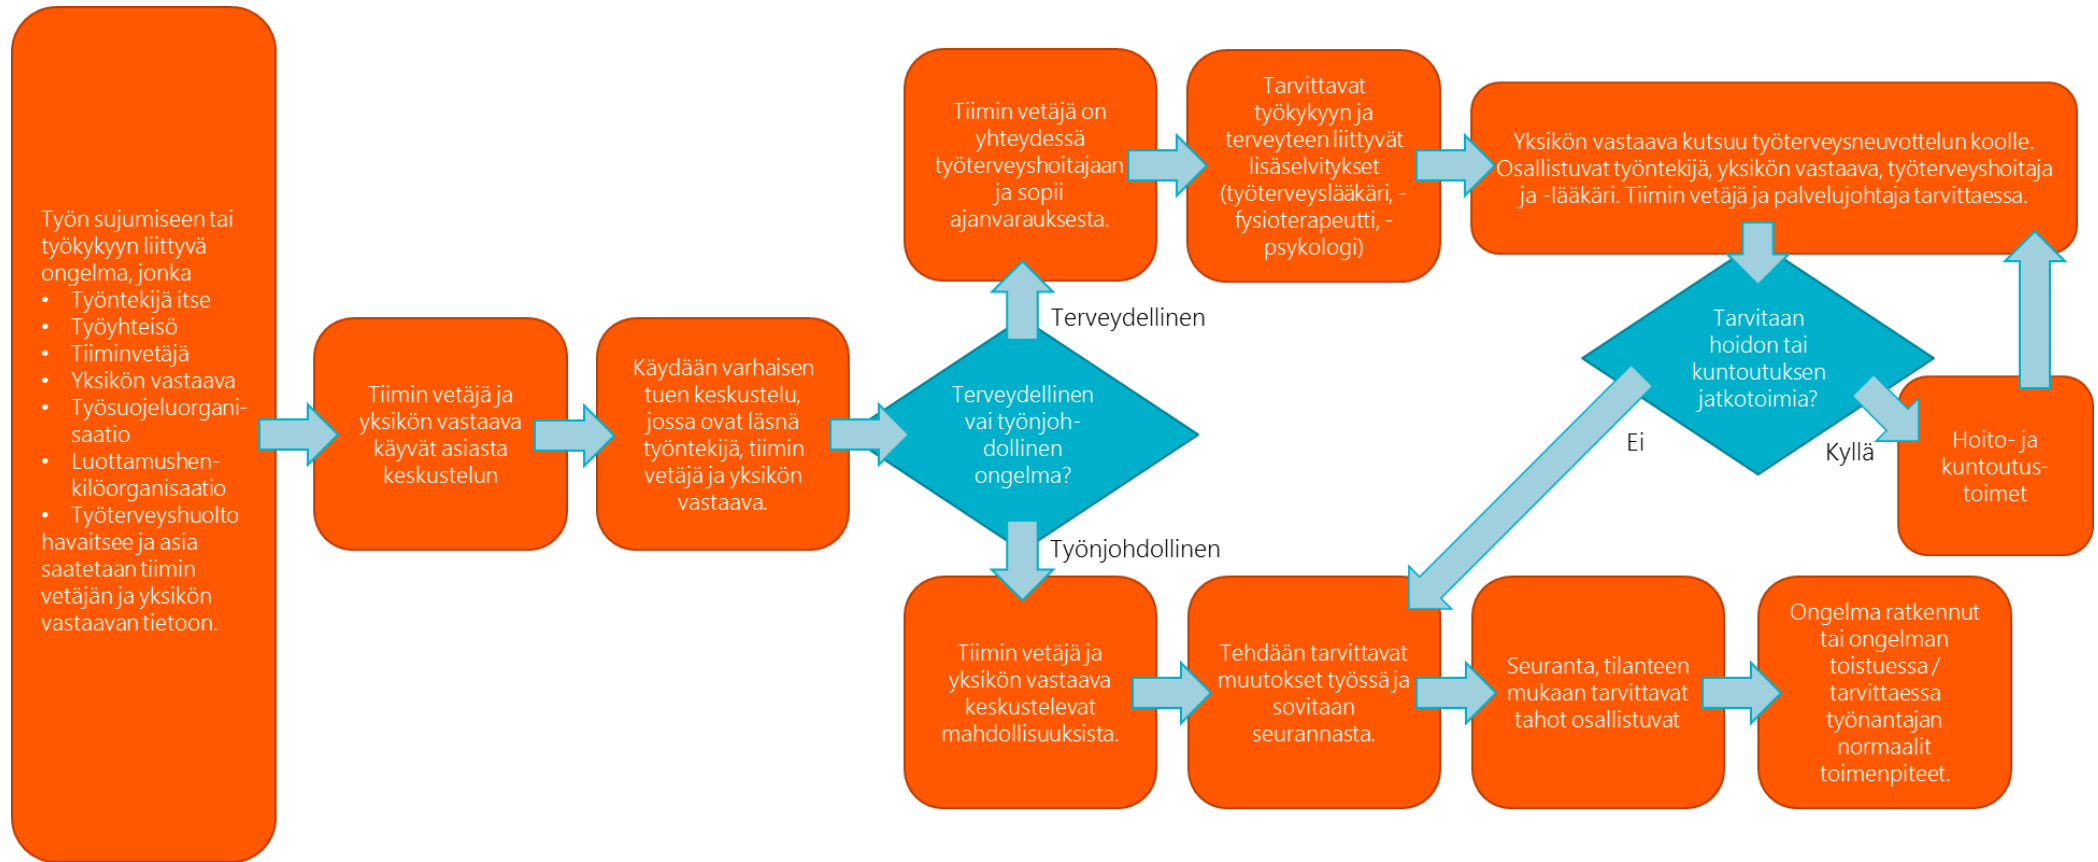 Työn sujumiseen tai
työkykyyn liittyvä
ongelma, jonka
• Työntekijä itse
• Työyhteisö
• Tiiminvetäjä
• Yksikön vastaava
• Työsuojeluorgani-
saatio
• Luottamushen-
kilöorganisaatio
• Työterveyshuolto
havaitsee ja asia
saatetaan tiimin
vetäjän ja yksikön
vastaavan tietoon.
Tiimin vetäjä ja
yksikön vastaava
käyvät asiasta
keskustelun
Käydään varhaisen
tuen keskustelu,
jossa ovat läsnä
työntekijä, tiimin
vetäjä ja yksikön
vastaava.
Terveydellinen
vai työnjoh-
dollinen
ongelma?
Terveydellinen
Tiimin vetäjä on
yhteydessä
työterveyshoitajaan
ja sopii
ajanvarauksesta.
Tarvittavat
työkykyyn ja
terveyteen liittyvät
lisäselvitykset
(työterveyslääkäri, -
fysioterapeutti, -
psykologi)
Yksikön vastaava kutsuu työterveysneuvottelun koolle.
Osallistuvat työntekijä, yksikön vastaava, työterveyshoitaja
ja -lääkäri. Tiimin vetäjä ja palvelujohtaja tarvittaessa.
Tarvitaan
hoidon tai
kuntoutuksen
jatkotoimia?
Ei
Kyllä
Hoito- ja
kuntoutus-
toimet
Työnjohdollinen
Tiimin vetäjä ja
yksikön vastaava
keskustelevat
mahdollisuuksista.
Tehdään tarvittavat
muutokset työssä ja
sovitaan
seurannasta.
Seuranta, tilanteen
mukaan tarvittavat
tahot osallistuvat
Ongelma ratkennut
tai ongelman
toistuessa /
tarvittaessa
työnantajan
normaalit
toimenpiteet.